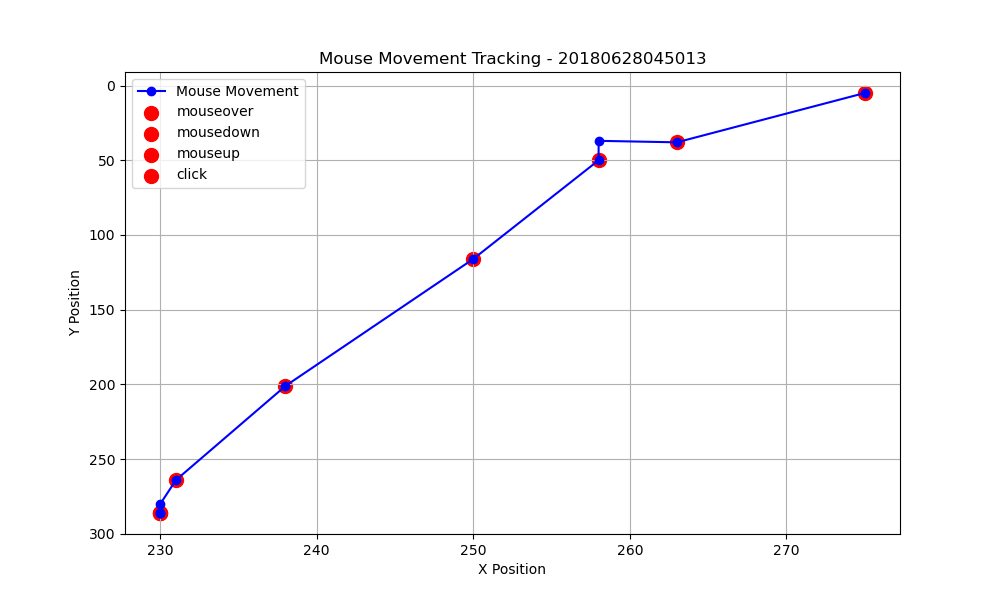 Mouse Movement Tracking - 20180628045013
Mouse Movement
mouseover
mousedown
mouseup
click
0
50
100
150
200
250
300
Y Position
230 240 250 260 270
X Position